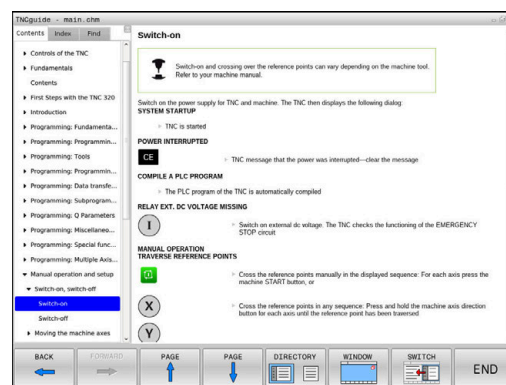 TNCguide - main.chm
Contents Index Find
Controls of the TNC
Fundamentals
Contents
First Steps with the TNC 320
Introduction
Programming: Fundamenta...
Programming: Programmin...
Programming: Tools
Programming: Programmin...
Programming: Data transfe...
Programming: Subprogram...
Programming: Q Parameters
Programming: Miscellaneo...
Programming: Special func...
Programming: Multiple Axis...
Manual operation and setup
Switch-on, switch-off
Switch-on
Switch-off
Moving the machine axes
Switch-on
Switch-on and crossing over the reference points can vary depending on the machine tool.
Refer to your machine manual.
Switch on the power supply for TNC and machine. The TNC then displays the following dialog:
SYSTEM STARTUP
TNC is started
POWER INTERRUPTED
CE
TNC message that the power was interrupted—clear the message
COMPILE A PLC PROGRAM
The PLC program of the TNC is automatically compiled
RELAY EXT. DC VOLTAGE MISSING
I
Switch on external dc voltage. The TNC checks the functioning of the EMERGENCY
STOP circuit
MANUAL OPERATION
TRAVERSE REFERENCE POINTS
Cross the reference points manually in the displayed sequence: For each axis press the
machine START button, or
X
Cross the reference points in any sequence: Press and hold the machine axis direction
button for each axis until the reference point has been traversed
Y
BACK FORWARD PAGE PAGE DIRECTORY WINDOW SWITCH END